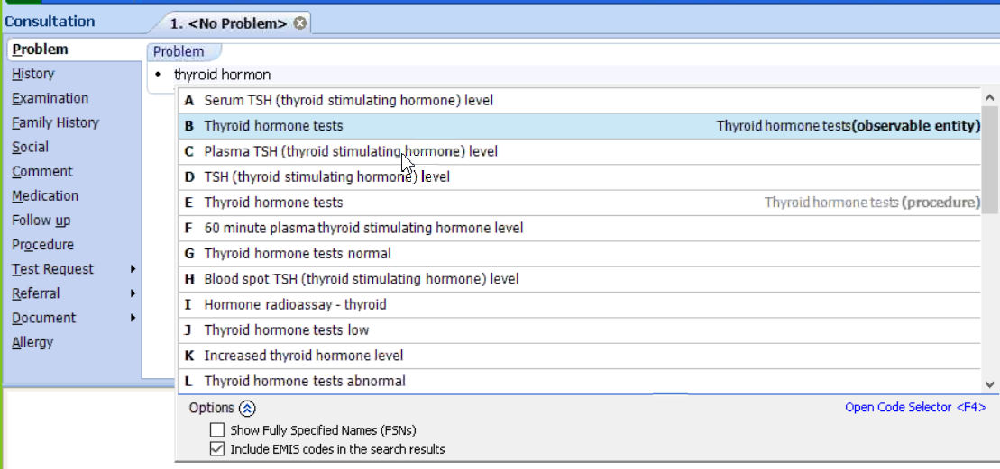 Consultation
1. <No Problem>
Problem
History
Examination
Family History
Social
Comment
Medication
Follow up
Procedure
Test Request
Referral
Document
Allergy
Problem
• thyroid hormon
A Serum TSH (thyroid stimulating hormone) level
B Thyroid hormone tests Thyroid hormone tests(observable entity)
C Plasma TSH (thyroid stimulating hormone) level
D TSH (thyroid stimulating hormone) level
E Thyroid hormone tests Thyroid hormone tests (procedure)
F 60 minute plasma thyroid stimulating hormone level
G Thyroid hormone tests normal
H Blood spot TSH (thyroid stimulating hormone) level
I Hormone radioassay - thyroid
J Thyroid hormone tests low
K Increased thyroid hormone level
L Thyroid hormone tests abnormal
Options Open Code Selector <F4>
Show Fully Specified Names (FSNs)
Include EMIS codes in the search results